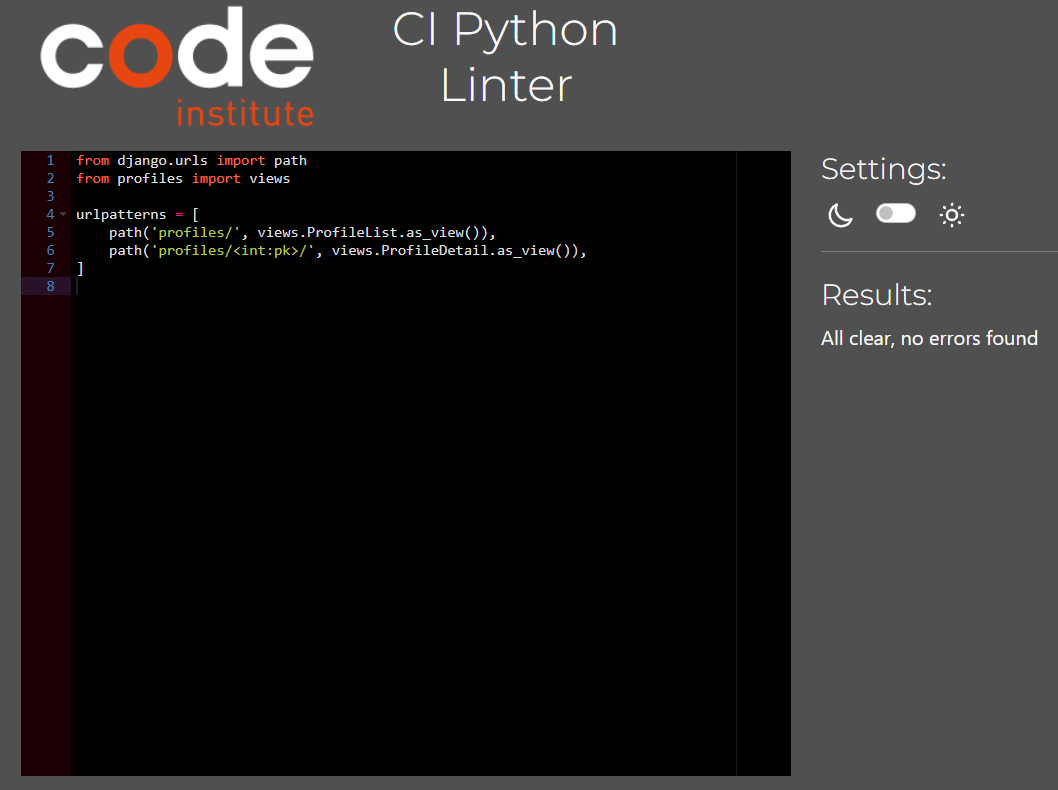 code
institute
CI Python
Linter
1 from django.urls import path
2 from profiles import views
3
4 urlpatterns = [
5     path('profiles/', views.ProfileList.as_view()),
6     path('profiles/<int:pk>/', views.ProfileDetail.as_view()),
7 ]
8
Settings:
Results:
All clear, no errors found